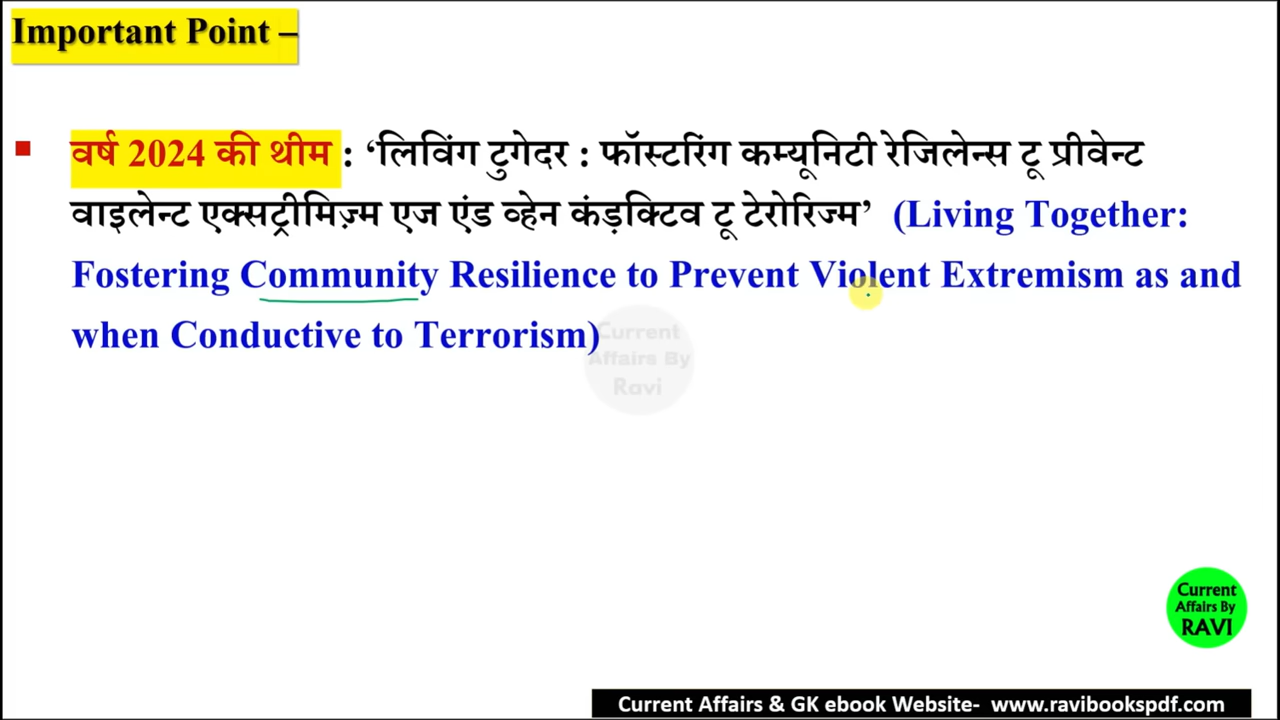 Important Point –
▪ वर्ष 2024 की थीम : ‘लिविंग टुगेदर : फॉस्टरिंग कम्यूनिटी रेजिलेन्स टू प्रीवेन्ट
वाइलेन्ट एक्सट्रीमिज़्म एज एंड व्हेन कंड़क्टिव टू टेरोरिज्म’ (Living Together:
Fostering Community Resilience to Prevent Violent Extremism as and
when Conductive to Terrorism)
Current
Affairs By
Ravi
Current
Affairs By
RAVI
Current Affairs & GK ebook Website- www.ravibookspdf.com